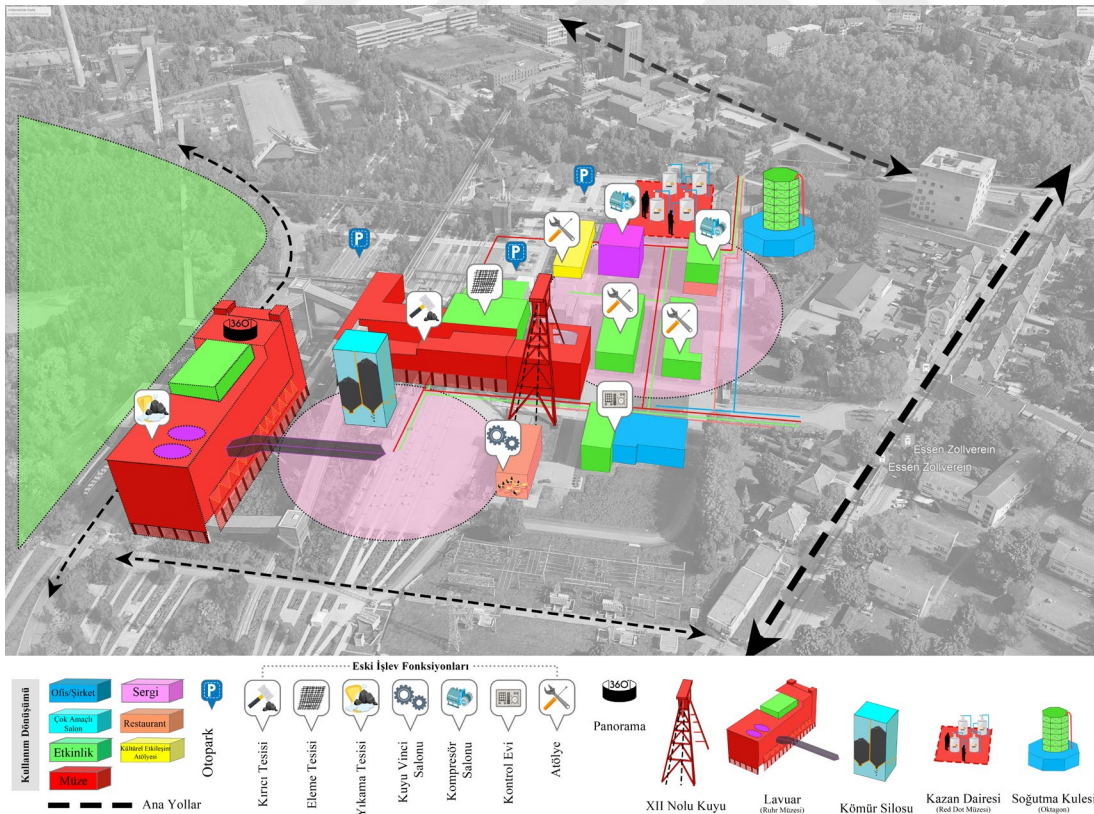 P
P
P
1360°
Essen Zollverein
Essen Zollverein
Kullanım Dönüşümü
Ofis/Şirket
Sergi
Çok Amaçlı
Salon
Restaurant
Etkinlik
Kültürel Etkileşim
Atölyesi
Müze
Ana Yollar
P
Otopark
Eski İşlev Fonksiyonları
Kırıcı Tesisi
Eleme Tesisi
Yıkama Tesisi
Kuyu Vinci
Salonu
Kompresör
Salonu
Kontrol Evi
Atölye
1360°
Panorama
XII Nolu Kuyu
Lavuar
(Ruhr Müzesi)
Kömür Silosu
Kazan Dairesi
(Red Dot Müzesi)
Soğutma Kulesi
(Oktagon)